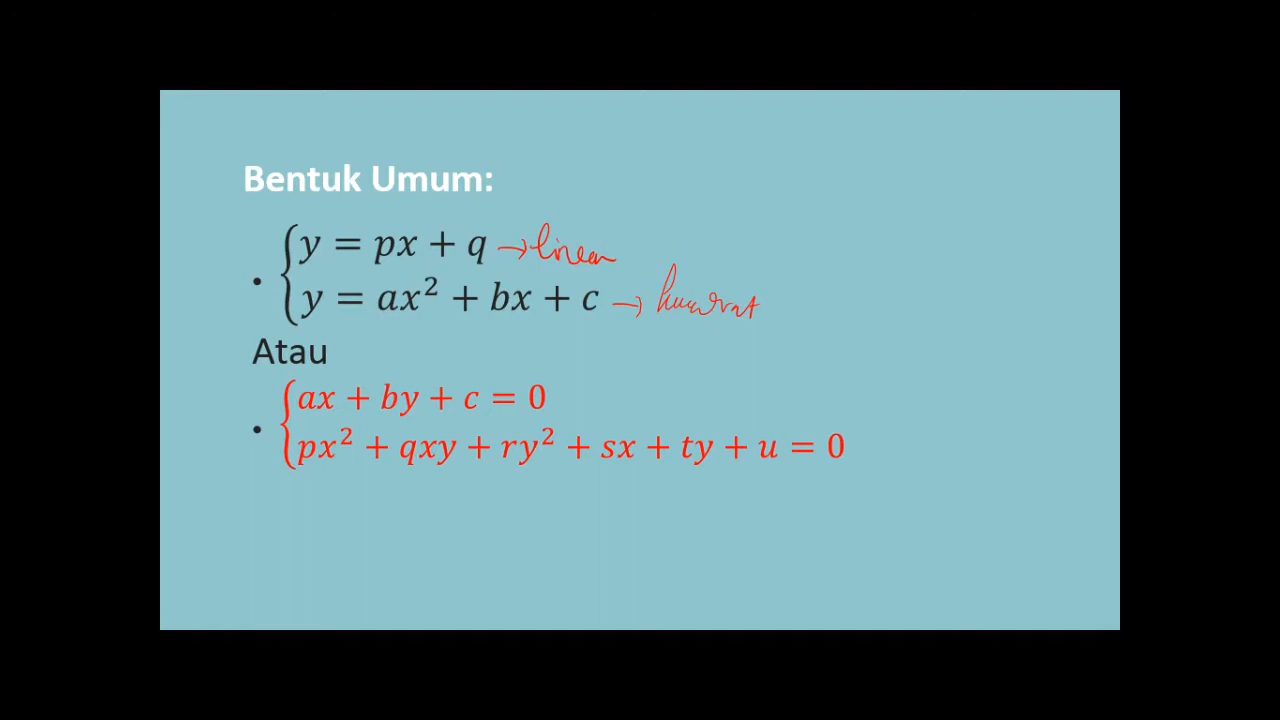 Bentuk Umum:
• { y = px + q → linear
y = ax² + bx + c → kuadrat
Atau
• { ax + by + c = 0
px² + qxy + ry² + sx + ty + u = 0